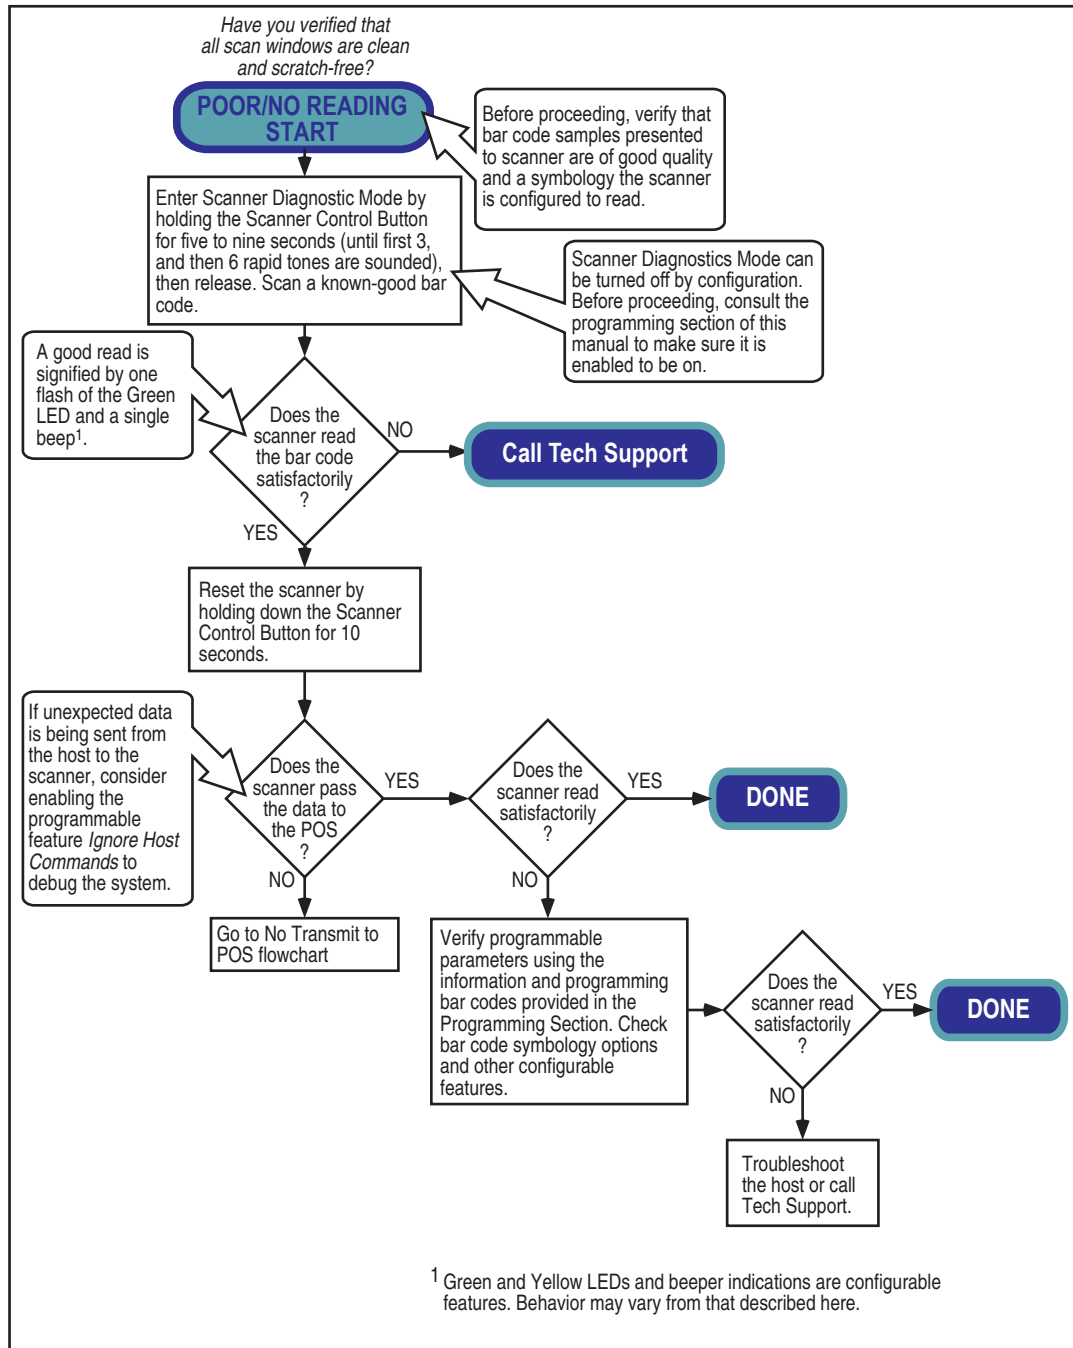 Have you verified that
all scan windows are clean
and scratch-free?
POOR/NO READING
START
Before proceeding, verify that
bar code samples presented
to scanner are of good quality
and a symbology the scanner
is configured to read.
Enter Scanner Diagnostic Mode by
holding the Scanner Control Button
for five to nine seconds (until first 3,
and then 6 rapid tones are sounded),
then release. Scan a known-good bar
code.
Scanner Diagnostics Mode can
be turned off by configuration.
Before proceeding, consult the
programming section of this
manual to make sure it is
enabled to be on.
A good read is
signified by one
flash of the Green
LED and a single
beep1.
Does the
scanner read
the bar code
satisfactorily
?
NO
Call Tech Support
YES
Reset the scanner by
holding down the Scanner
Control Button for 10
seconds.
If unexpected data
is being sent from
the host to the
scanner, consider
enabling the
programmable
feature Ignore Host
Commands to
debug the system.
Does the
scanner pass
the data to
the POS
?
YES
Does the
scanner read
satisfactorily
?
YES
DONE
NO
Go to No Transmit to
POS flowchart
NO
Verify programmable
parameters using the
information and programming
bar codes provided in the
Programming Section. Check
bar code symbology options
and other configurable
features.
Does the
scanner read
satisfactorily
?
YES
DONE
NO
Troubleshoot
the host or call
Tech Support.
1 Green and Yellow LEDs and beeper indications are configurable
features. Behavior may vary from that described here.